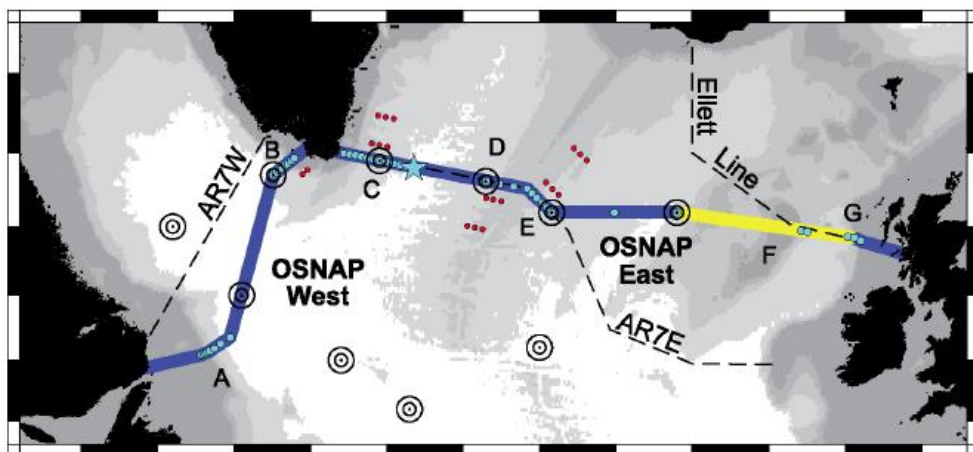 Ellett
Line
AR7W
B
C
D
E
F
G
OSNAP
West
OSNAP
East
AR7E
A